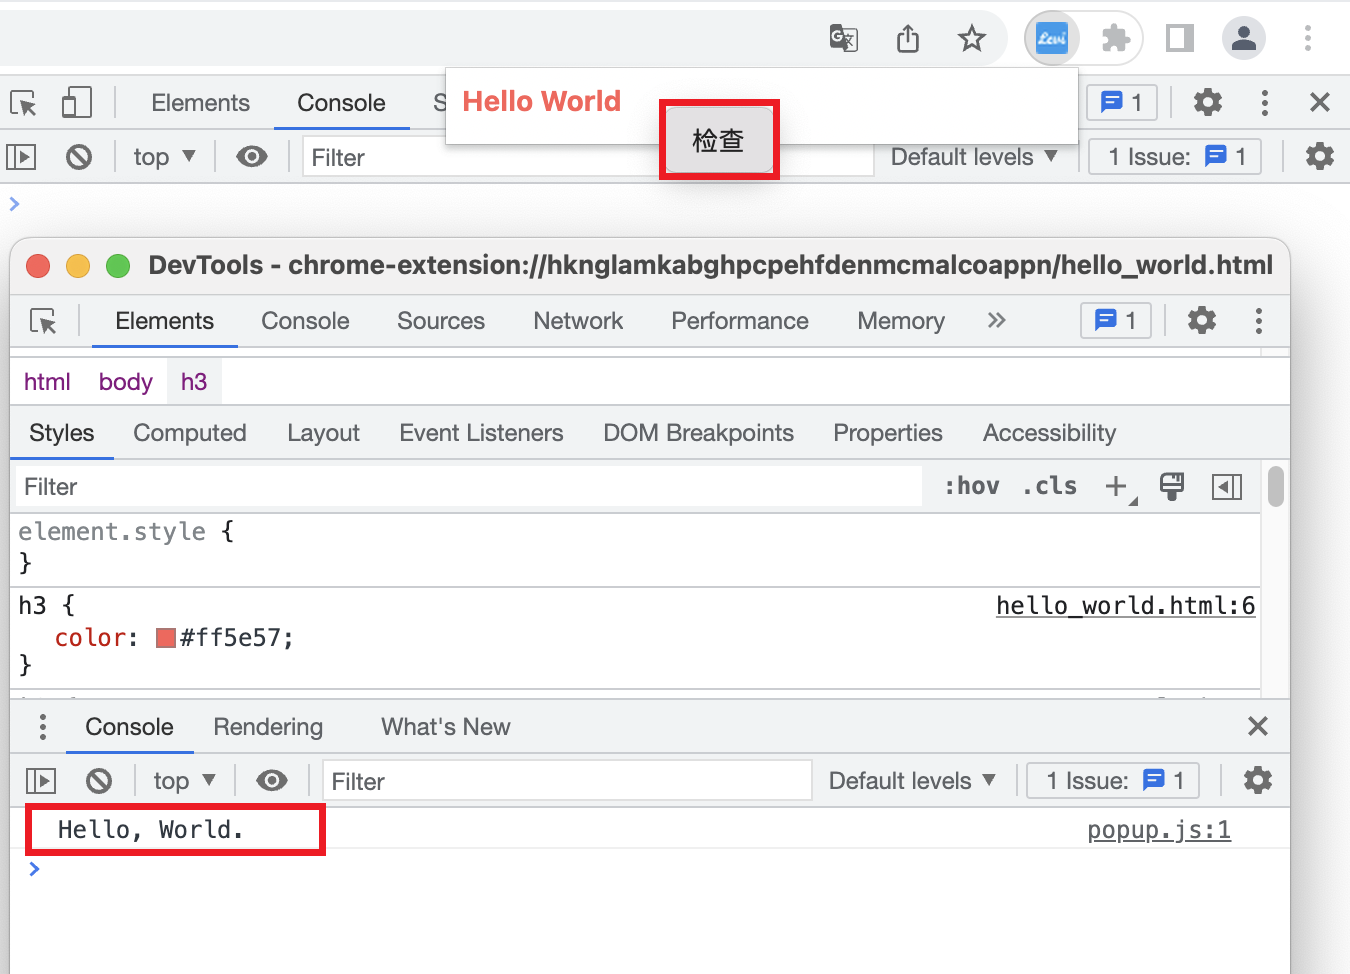 Levi
Elements Console S
Hello World
检查
1
top Filter Default levels 1 Issue: 1
DevTools - chrome-extension://hknglamkabghpcpehfdenmcmalcoappn/hello_world.html
Elements Console Sources Network Performance Memory 1
html body h3
Styles Computed Layout Event Listeners DOM Breakpoints Properties Accessibility
Filter :hov .cls
element.style {
}
h3 { hello_world.html:6
color: #ff5e57;
}
Console Rendering What's New
top Filter Default levels 1 Issue: 1
Hello, World. popup.js:1